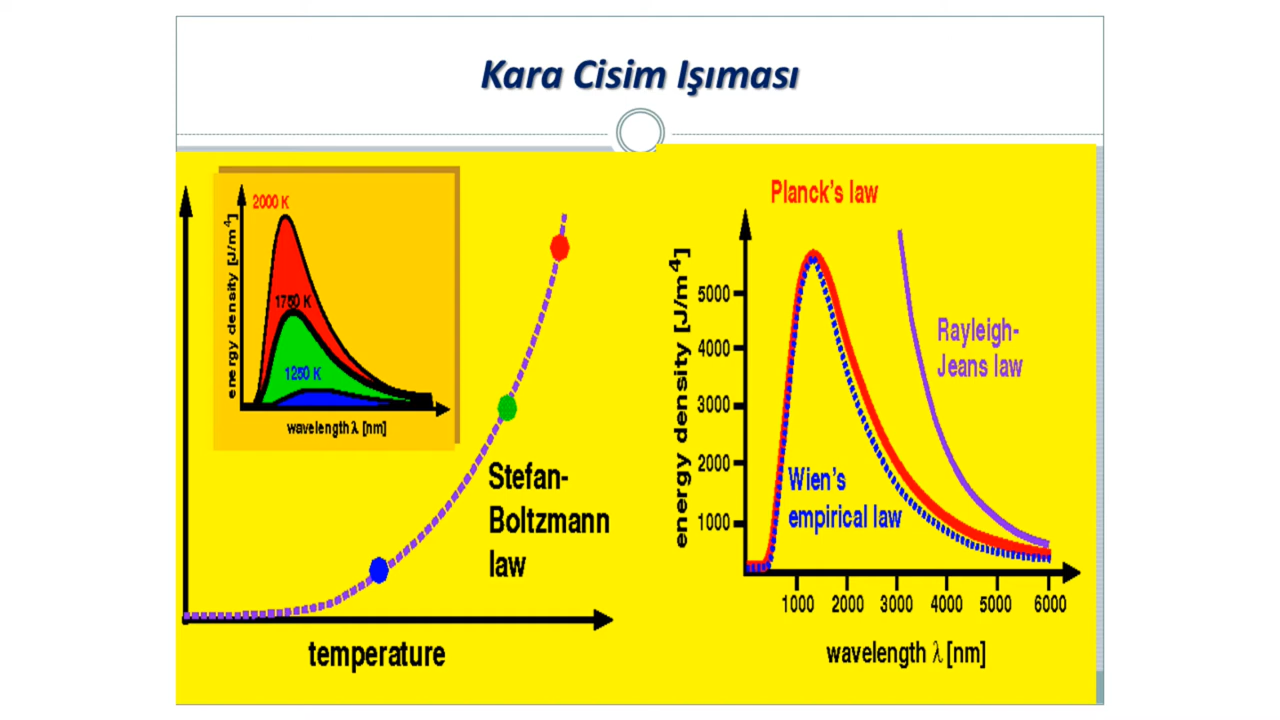 Kara Cisim Işıması
2000 K
1750 K
1250 K
energy density [J/m⁴]
wavelength λ [nm]
Stefan-
Boltzmann
law
temperature
Planck's law
Rayleigh-
Jeans law
Wien's
empirical law
energy density [J/m⁴]
5000
4000
3000
2000
1000
1000 2000 3000 4000 5000 6000
wavelength λ [nm]